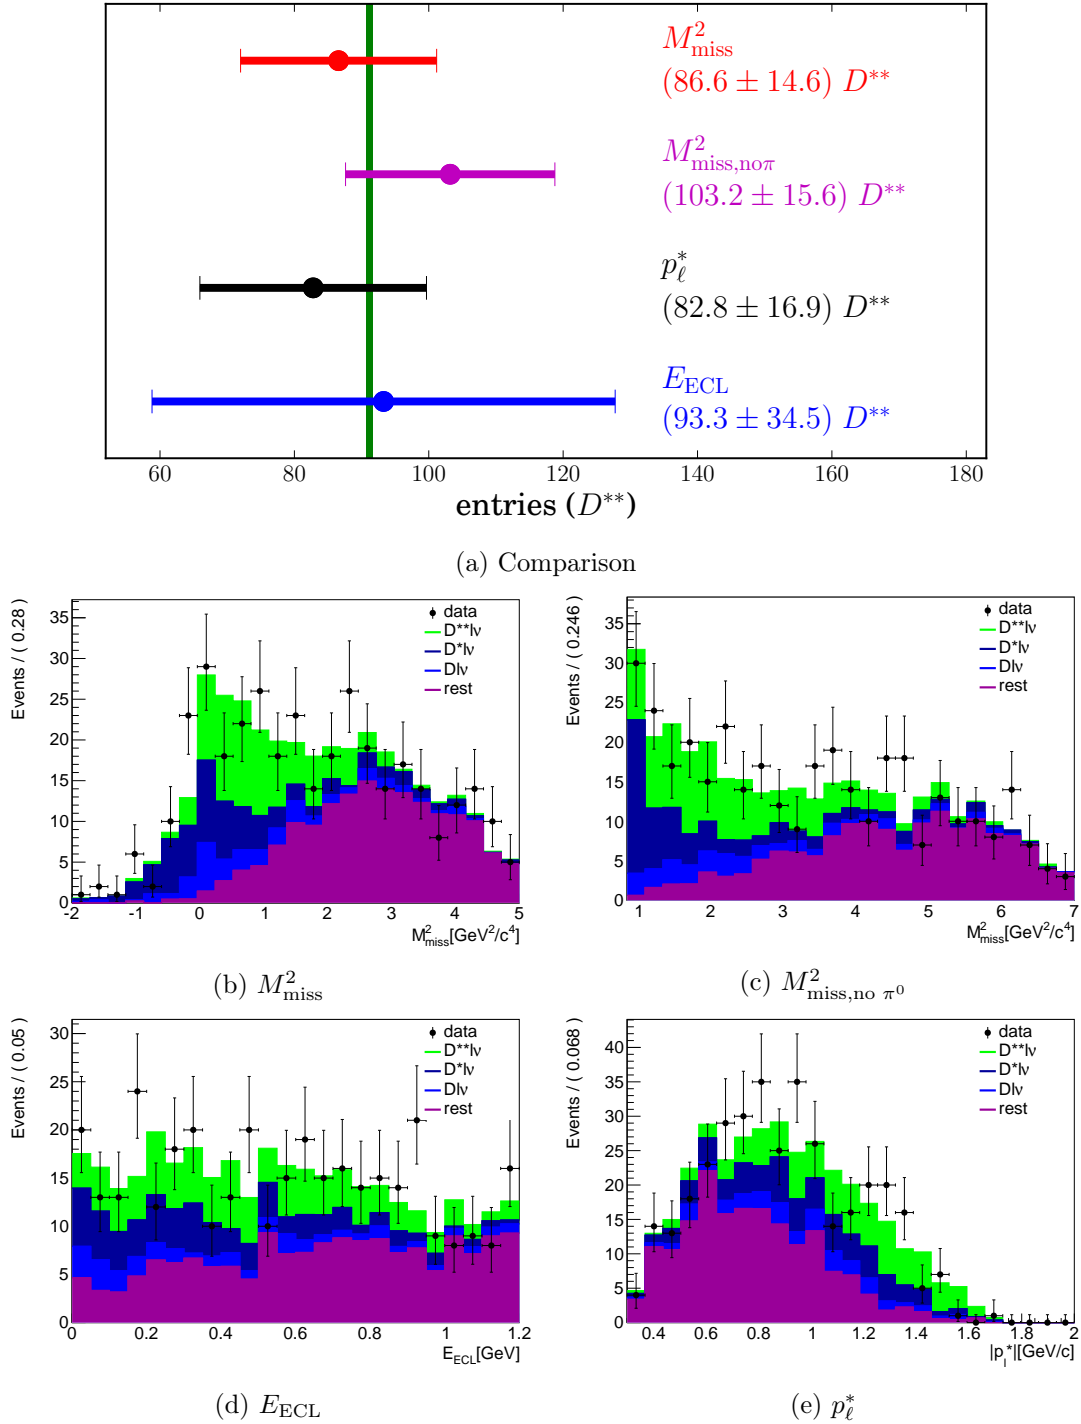 M²miss
(86.6 ± 14.6) D**
M²miss,noπ
(103.2 ± 15.6) D**
p*ℓ
(82.8 ± 16.9) D**
E_ECL
(93.3 ± 34.5) D**
60 80 100 120 140 160 180
entries (D**)
(a) Comparison
Events / ( 0.28 )
35
30
25
20
15
10
5
0
data
D**lν
D*lν
Dlν
rest
-2 -1 0 1 2 3 4 5
M²miss[GeV²/c⁴]
(b) M²miss
Events / ( 0.246 )
35
30
25
20
15
10
5
0
data
D**lν
D*lν
Dlν
rest
1 2 3 4 5 6 7
M²miss[GeV²/c⁴]
(c) M²miss,no π⁰
Events / ( 0.05 )
30
25
20
15
10
5
0
data
D**lν
D*lν
Dlν
rest
0 0.2 0.4 0.6 0.8 1 1.2
E_ECL[GeV]
(d) E_ECL
Events / ( 0.068 )
40
35
30
25
20
15
10
5
0
data
D**lν
D*lν
Dlν
rest
0.4 0.6 0.8 1 1.2 1.4 1.6 1.8 2
|p*l|[GeV/c]
(e) p*ℓ